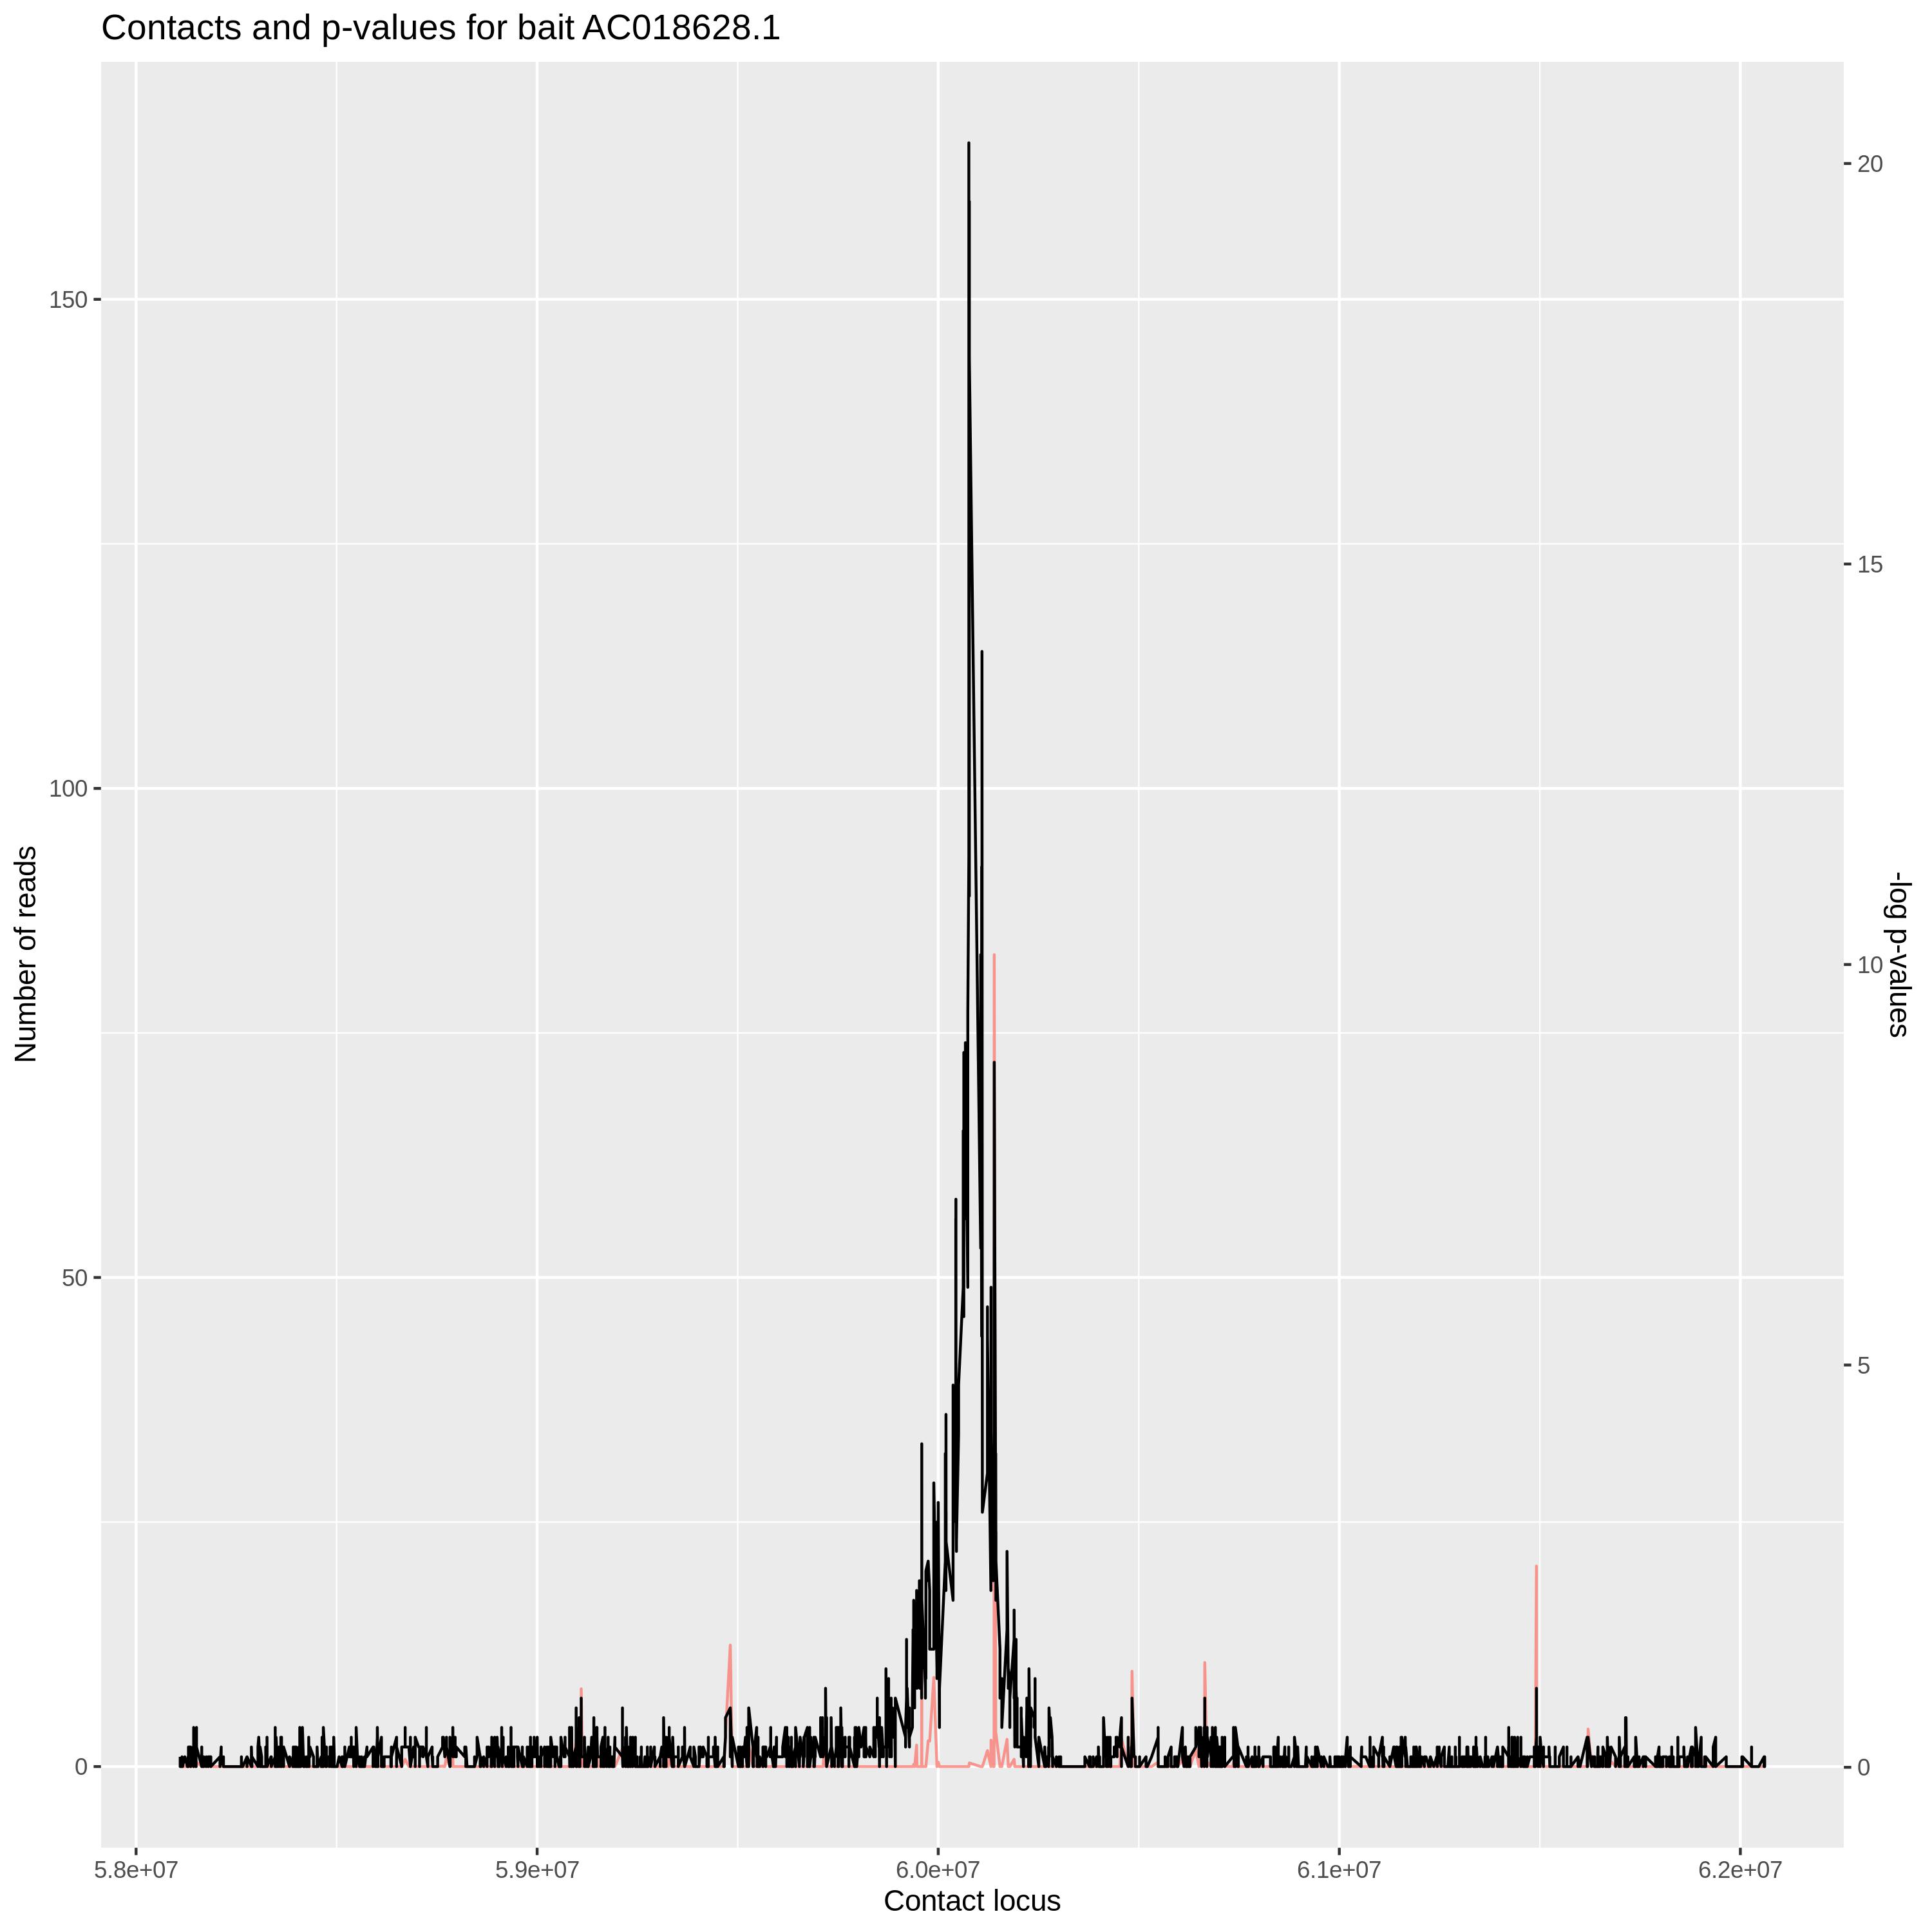 Contacts and p-values for bait AC018628.1
150
100
50
0
Number of reads
20
15
10
5
0
-log p-values
5.8e+07 5.9e+07 6.0e+07 6.1e+07 6.2e+07
Contact locus